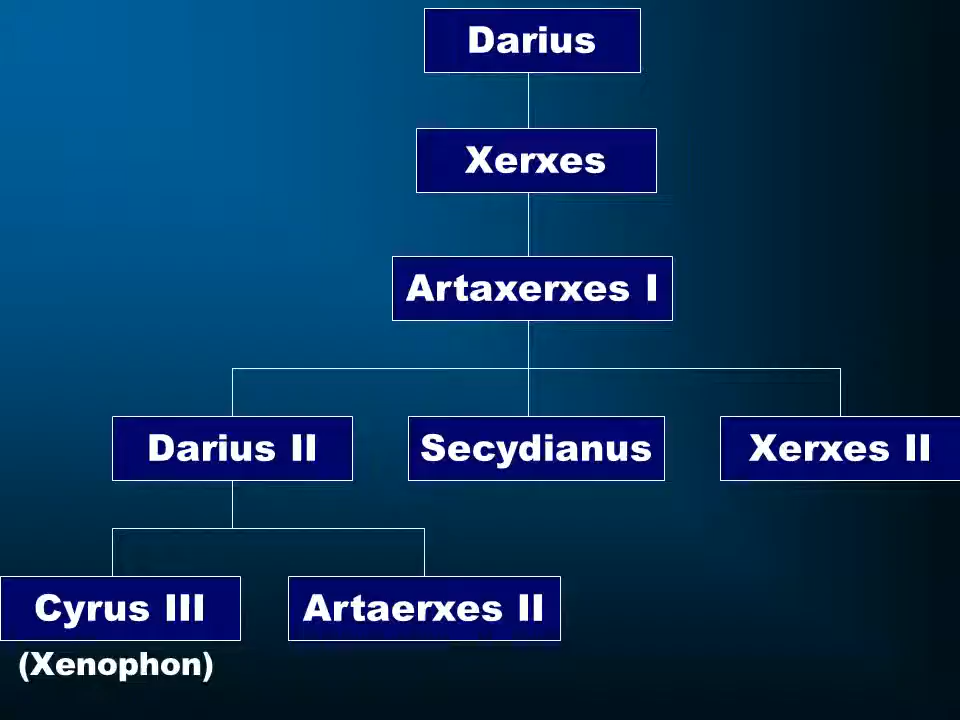 Darius
Xerxes
Artaxerxes I
Darius II
Secydianus
Xerxes II
Cyrus III
Artaerxes II
(Xenophon)